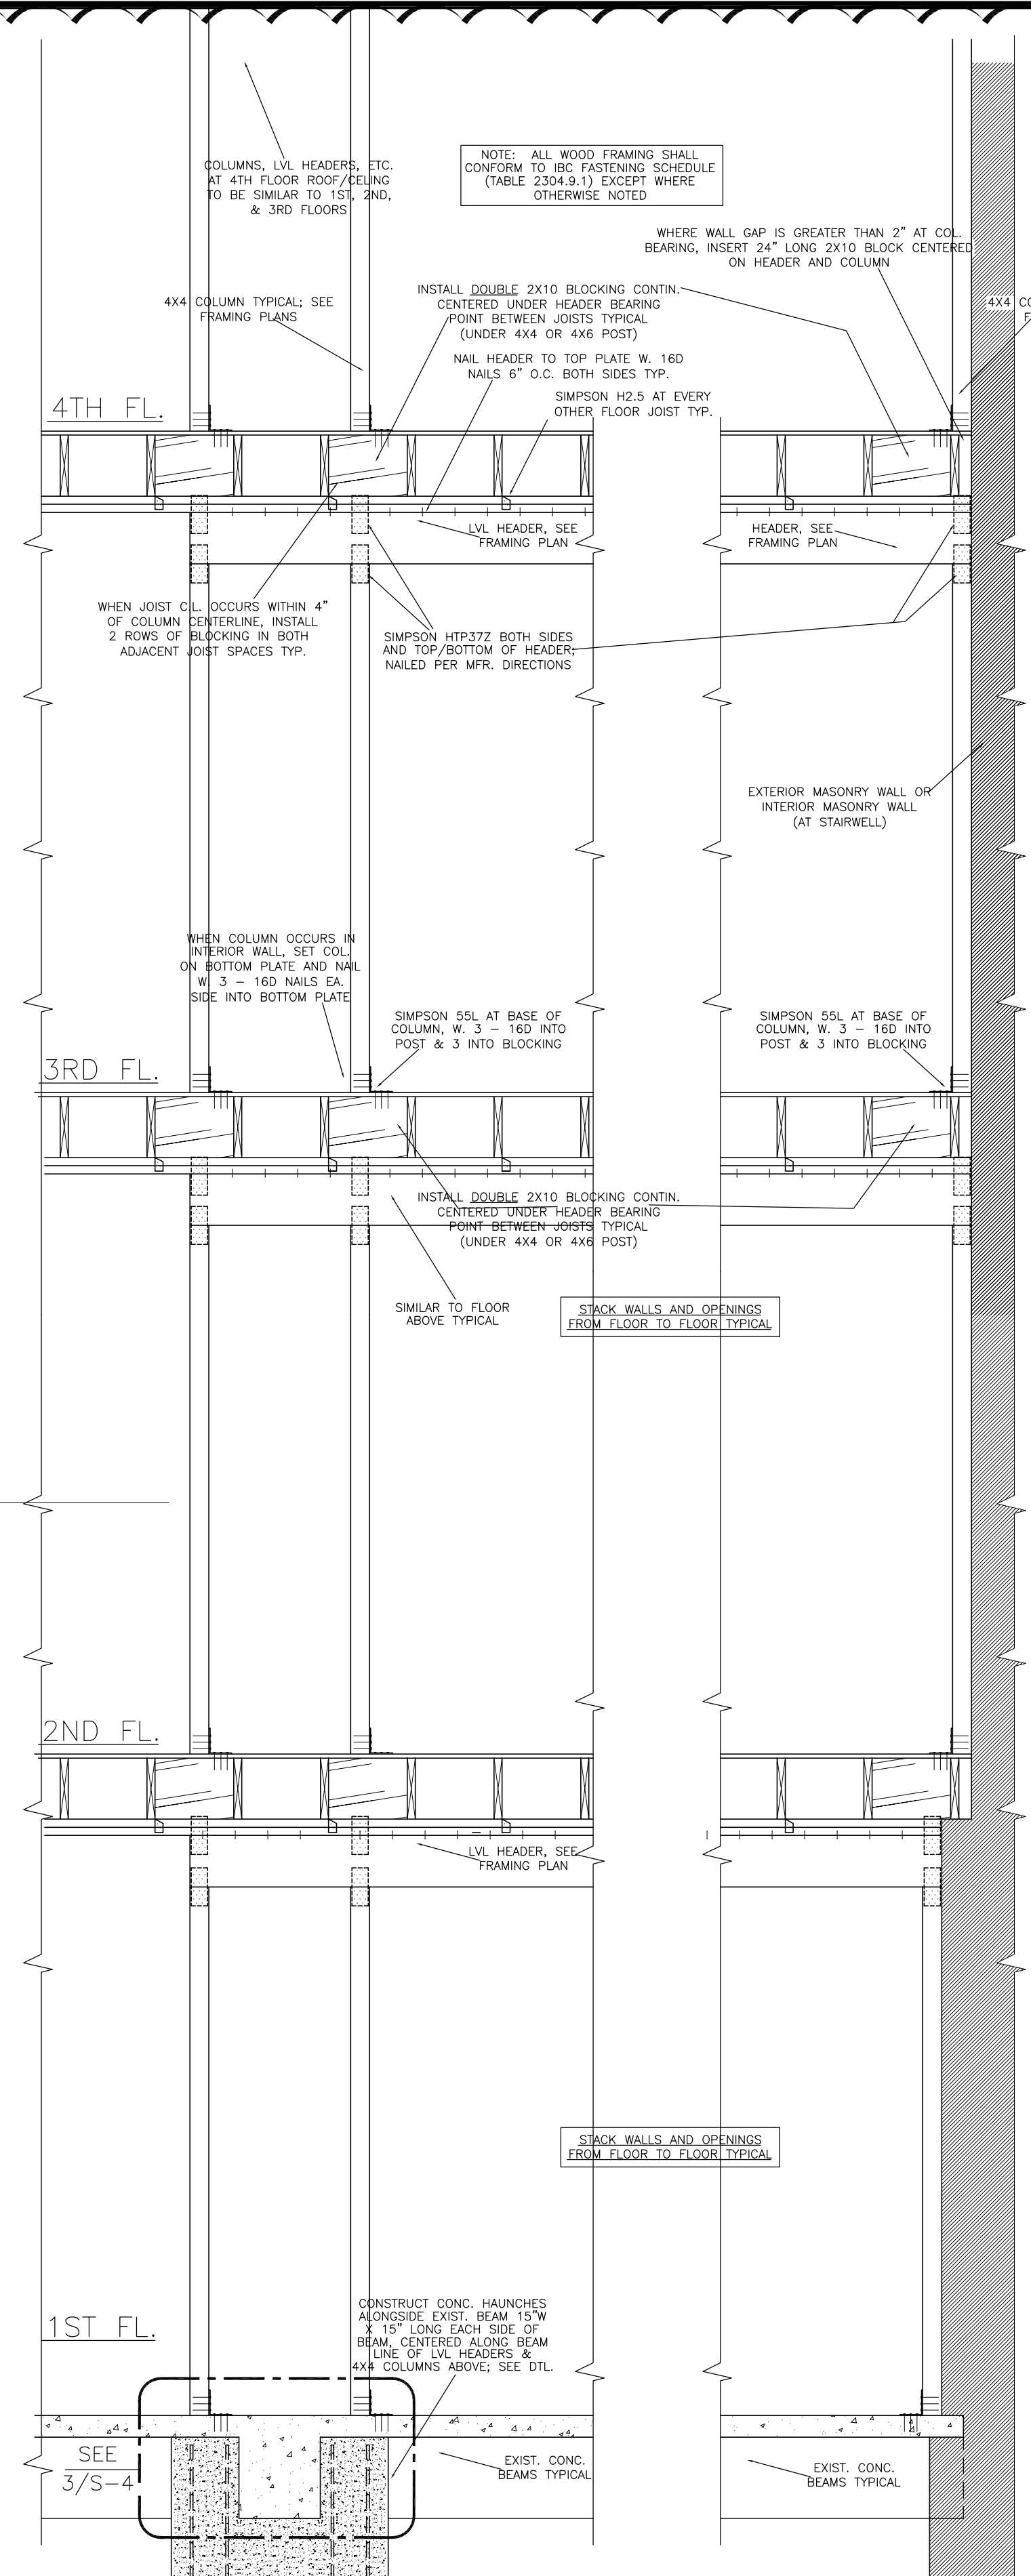 COLUMNS, LVL HEADERS, ETC.
AT 4TH FLOOR ROOF/CELING
TO BE SIMILAR TO 1ST, 2ND,
& 3RD FLOORS
NOTE: ALL WOOD FRAMING SHALL
CONFORM TO IBC FASTENING SCHEDULE
(TABLE 2304.9.1) EXCEPT WHERE
OTHERWISE NOTED
WHERE WALL GAP IS GREATER THAN 2" AT COL.
BEARING, INSERT 24" LONG 2X10 BLOCK CENTERED
ON HEADER AND COLUMN
4X4 COLUMN TYPICAL; SEE
FRAMING PLANS
INSTALL DOUBLE 2X10 BLOCKING CONTIN.
CENTERED UNDER HEADER BEARING
POINT BETWEEN JOISTS TYPICAL
(UNDER 4X4 OR 4X6 POST)
4X4 CO
F
NAIL HEADER TO TOP PLATE W. 16D
NAILS 6" O.C. BOTH SIDES TYP.
SIMPSON H2.5 AT EVERY
OTHER FLOOR JOIST TYP.
4TH FL.
LVL HEADER, SEE
FRAMING PLAN
HEADER, SEE
FRAMING PLAN
WHEN JOIST C.L. OCCURS WITHIN 4"
OF COLUMN CENTERLINE, INSTALL
2 ROWS OF BLOCKING IN BOTH
ADJACENT JOIST SPACES TYP.
SIMPSON HTP37Z BOTH SIDES
AND TOP/BOTTOM OF HEADER;
NAILED PER MFR. DIRECTIONS
EXTERIOR MASONRY WALL OR
INTERIOR MASONRY WALL
(AT STAIRWELL)
WHEN COLUMN OCCURS IN
INTERIOR WALL, SET COL.
ON BOTTOM PLATE AND NAIL
W. 3 – 16D NAILS EA.
SIDE INTO BOTTOM PLATE
SIMPSON 55L AT BASE OF
COLUMN, W. 3 – 16D INTO
POST & 3 INTO BLOCKING
SIMPSON 55L AT BASE OF
COLUMN, W. 3 – 16D INTO
POST & 3 INTO BLOCKING
3RD FL.
INSTALL DOUBLE 2X10 BLOCKING CONTIN.
CENTERED UNDER HEADER BEARING
POINT BETWEEN JOISTS TYPICAL
(UNDER 4X4 OR 4X6 POST)
SIMILAR TO FLOOR
ABOVE TYPICAL
STACK WALLS AND OPENINGS
FROM FLOOR TO FLOOR TYPICAL
2ND FL.
LVL HEADER, SEE
FRAMING PLAN
STACK WALLS AND OPENINGS
FROM FLOOR TO FLOOR TYPICAL
1ST FL.
CONSTRUCT CONC. HAUNCHES
ALONGSIDE EXIST. BEAM 15"W
X 15" LONG EACH SIDE OF
BEAM, CENTERED ALONG BEAM
LINE OF LVL HEADERS &
4X4 COLUMNS ABOVE; SEE DTL.
SEE
3/S-4
EXIST. CONC.
BEAMS TYPICAL
EXIST. CONC.
BEAMS TYPICAL